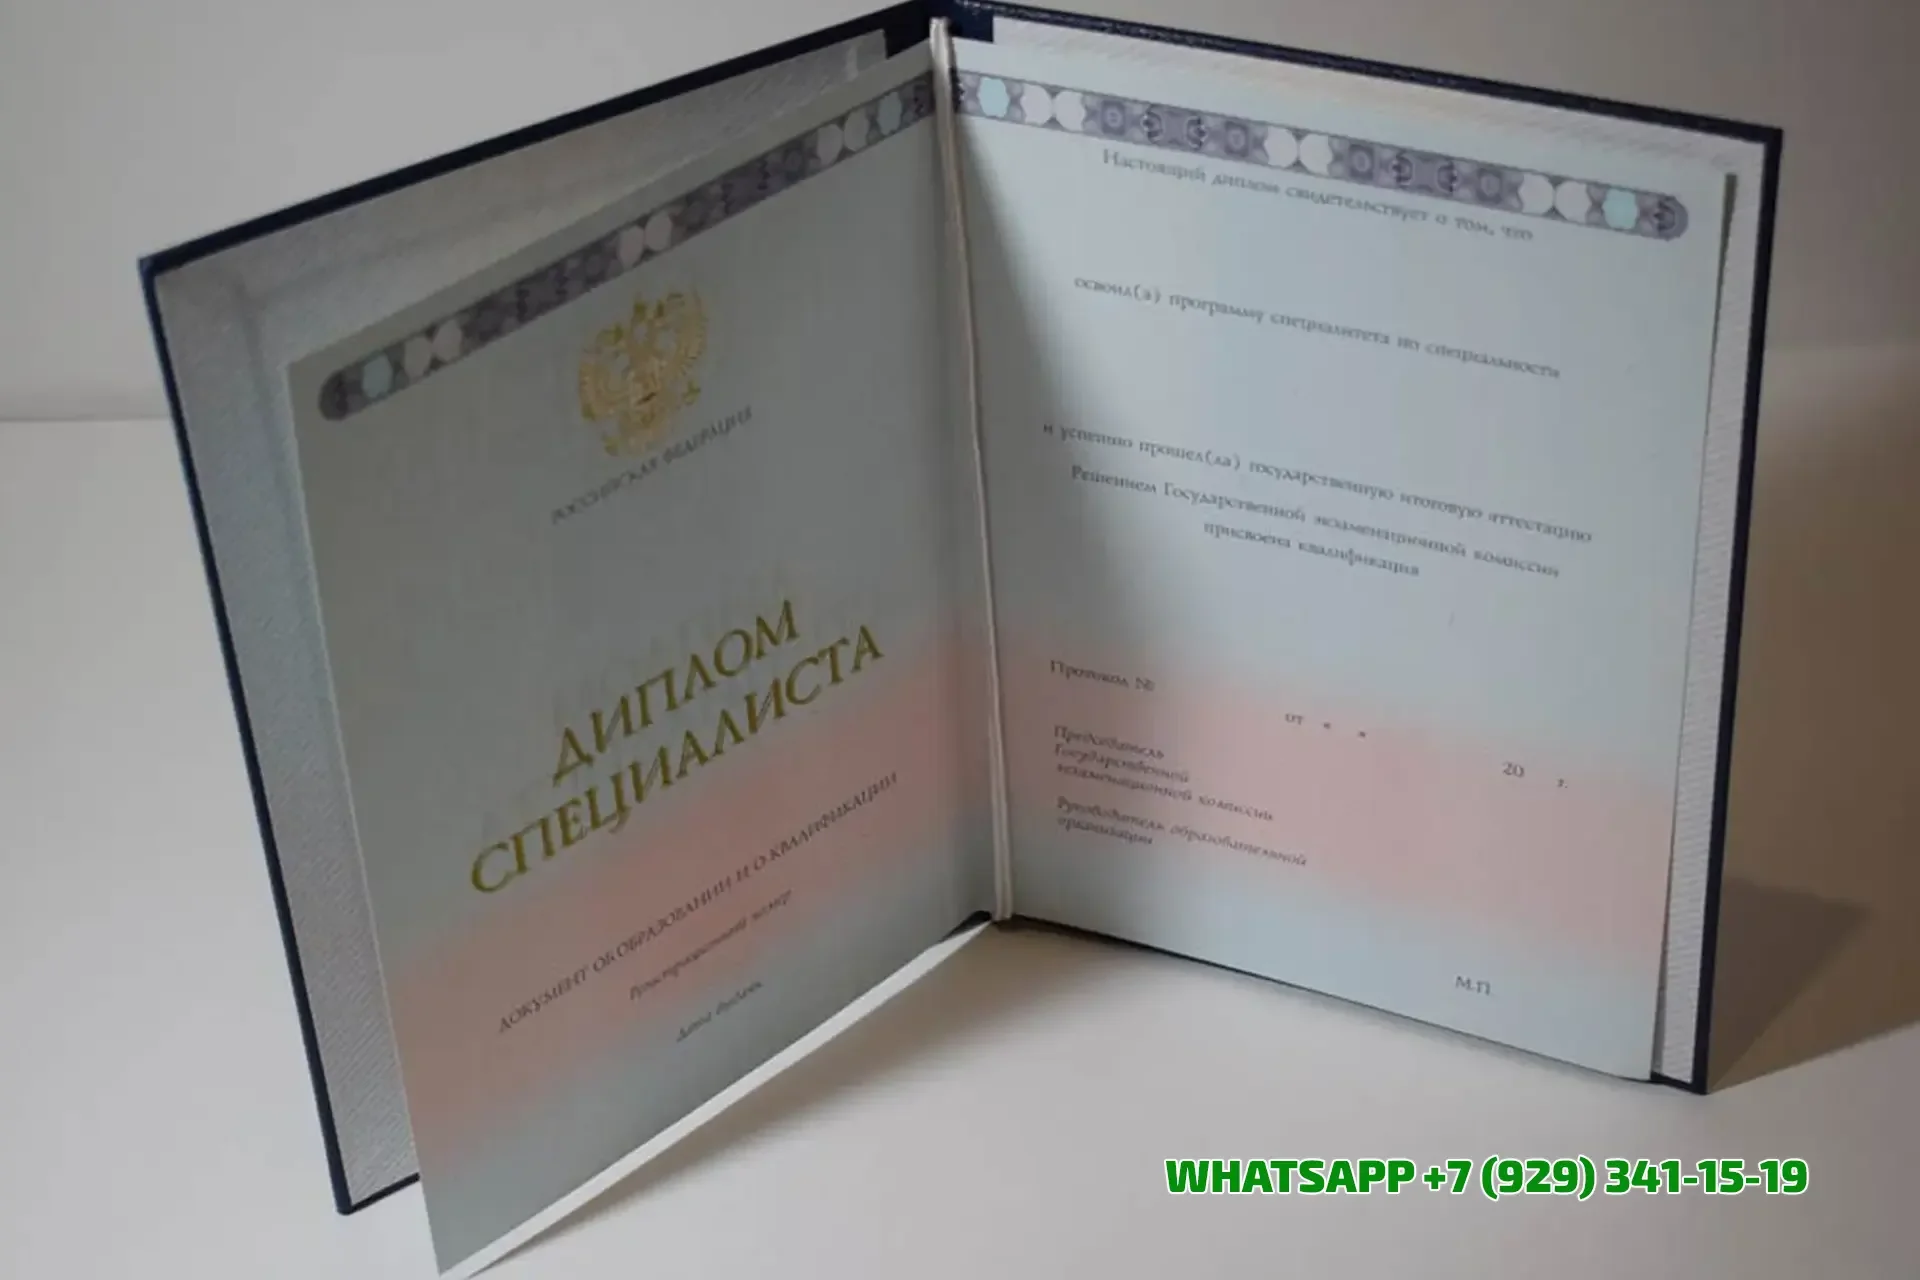 РОССИЙСКАЯ ФЕДЕРАЦИЯ
ДИПЛОМ
СПЕЦИАЛИСТА
ДОКУМЕНТ ОБ ОБРАЗОВАНИИ И О КВАЛИФИКАЦИИ
Регистрационный номер
Дата выдачи
Настоящий диплом свидетельствует о том, что
освоил(а) программу специалитета по специальности
и успешно прошел(ла) государственную итоговую аттестацию
Решением Государственной экзаменационной комиссии
присвоена квалификация
Протокол №
от « »
20 г.
Председатель
Государственной
экзаменационной комиссии
Руководитель образовательной
организации
М.П.
WHATSAPP +7 (929) 341-15-19